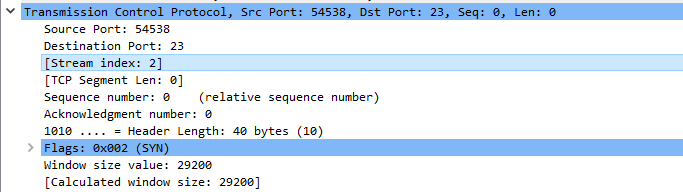 Transmission Control Protocol, Src Port: 54538, Dst Port: 23, Seq: 0, Len: 0
Source Port: 54538
Destination Port: 23
[Stream index: 2]
[TCP Segment Len: 0]
Sequence number: 0    (relative sequence number)
Acknowledgment number: 0
1010 .... = Header Length: 40 bytes (10)
Flags: 0x002 (SYN)
Window size value: 29200
[Calculated window size: 29200]